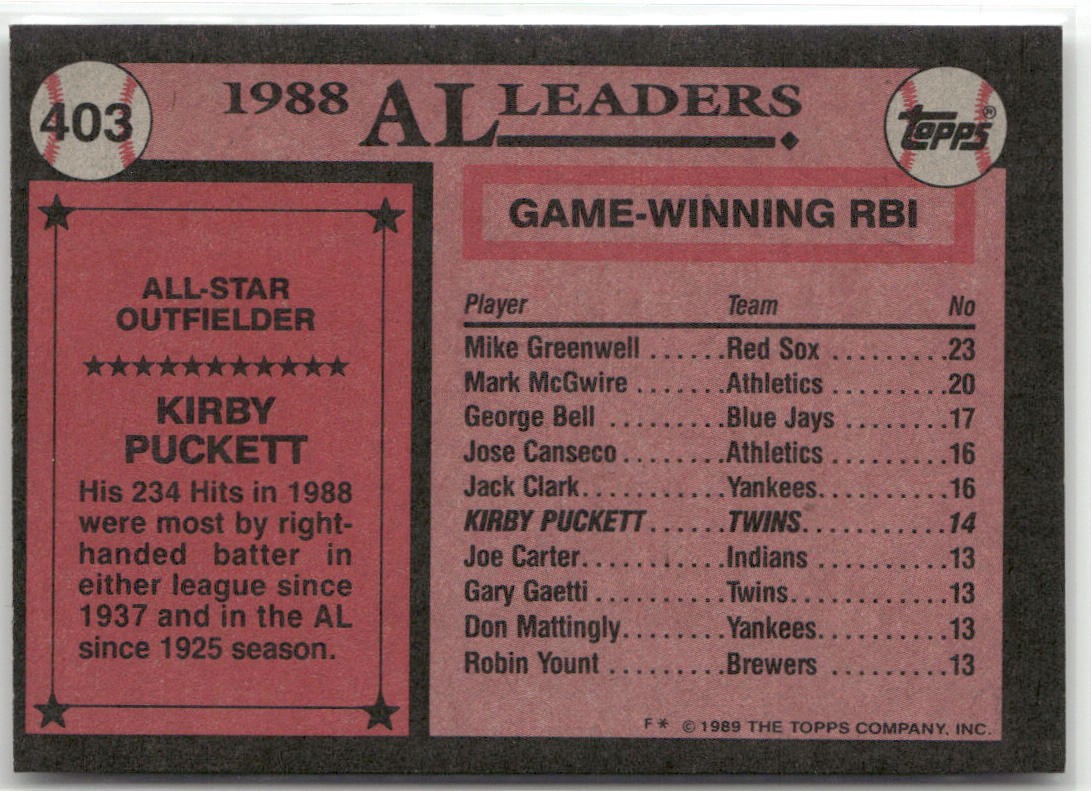 403
1988 AL LEADERS
topps®
ALL-STAR
OUTFIELDER
KIRBY
PUCKETT
His 234 Hits in 1988
were most by right-
handed batter in
either league since
1937 and in the AL
since 1925 season.
GAME-WINNING RBI
Player Team No
Mike Greenwell ......Red Sox .........23
Mark McGwire .......Athletics .........20
George Bell .........Blue Jays ........17
Jose Canseco ........Athletics .........16
Jack Clark...........Yankees..........16
KIRBY PUCKETT......TWINS...........14
Joe Carter...........Indians ..........13
Gary Gaetti ..........Twins............13
Don Mattingly........Yankees..........13
Robin Yount .........Brewers ..........13
F* © 1989 THE TOPPS COMPANY, INC.